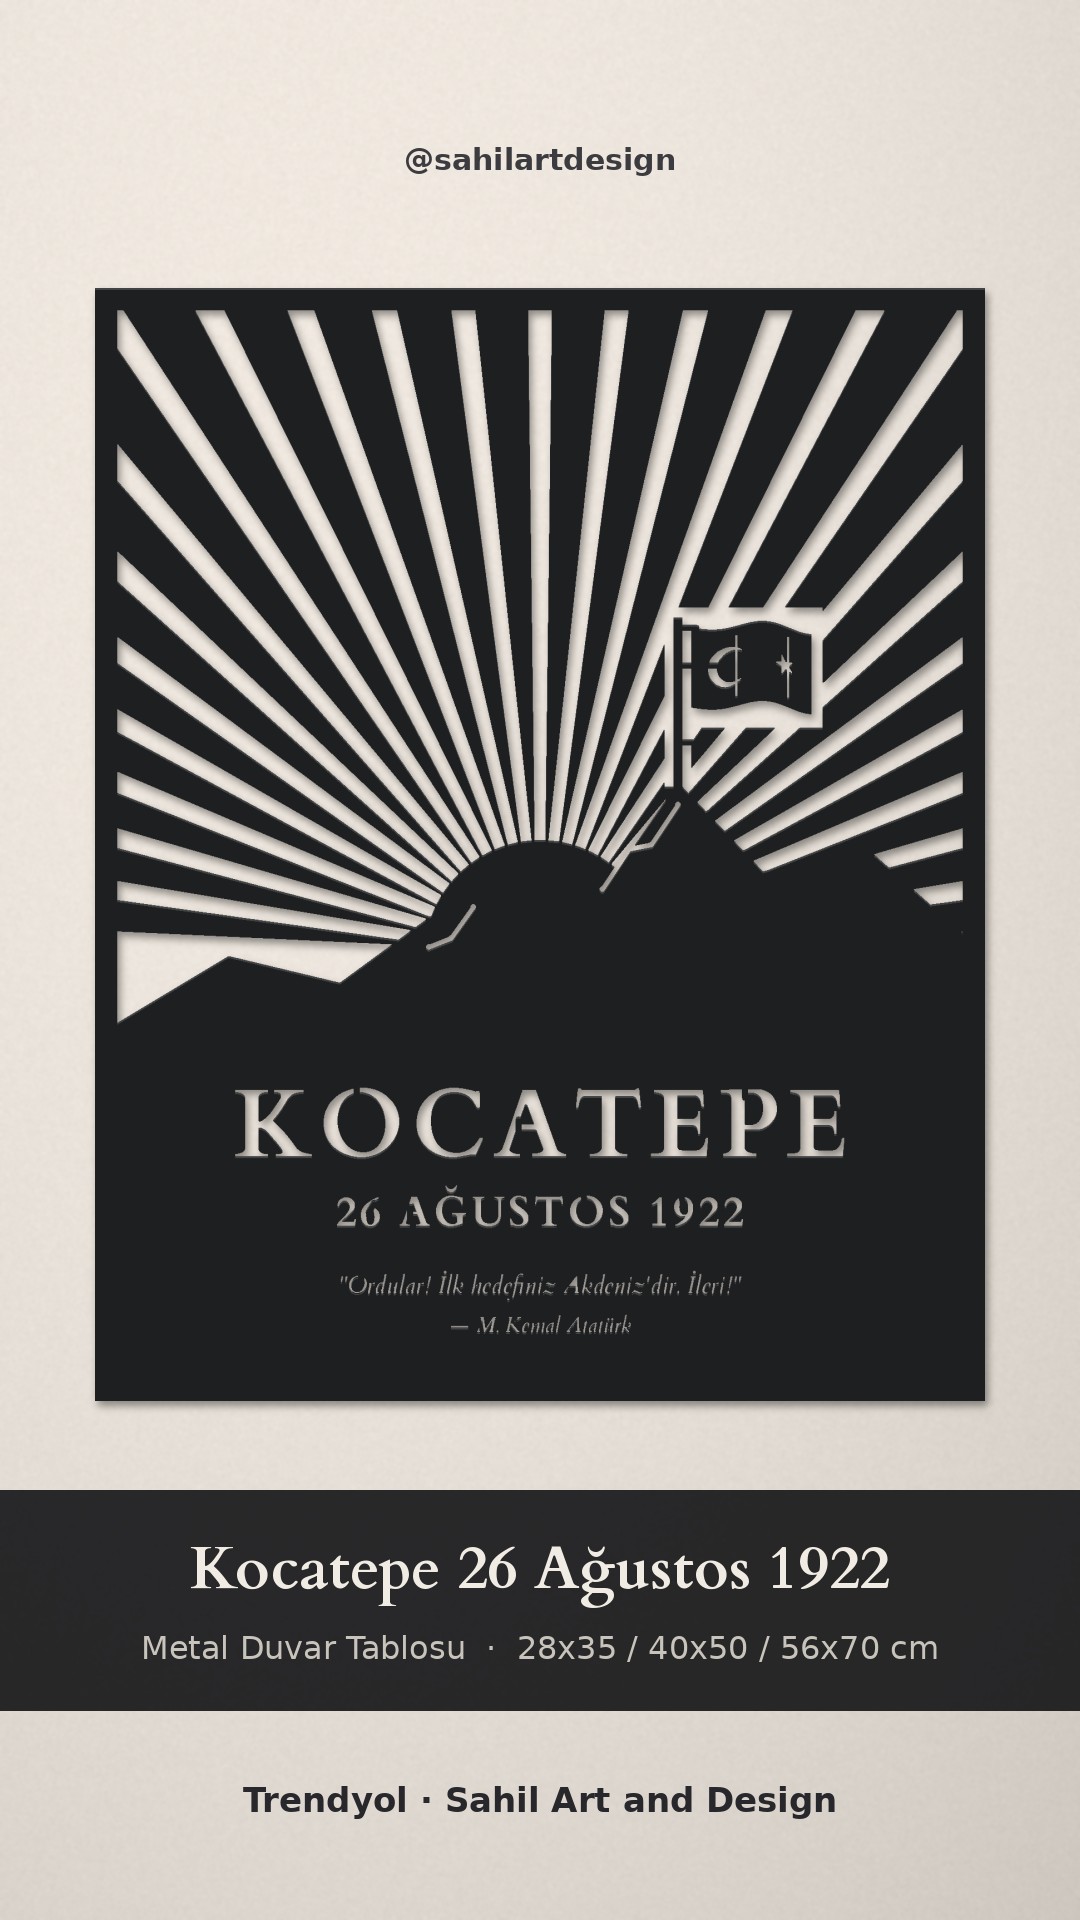 @sahilartdesign
KOCATEPE
26 AĞUSTOS 1922
"Ordular! İlk hedefiniz Akdeniz'dir. İleri!"
— M. Kemal Atatürk
Kocatepe 26 Ağustos 1922
Metal Duvar Tablosu · 28x35 / 40x50 / 56x70 cm
Trendyol · Sahil Art and Design